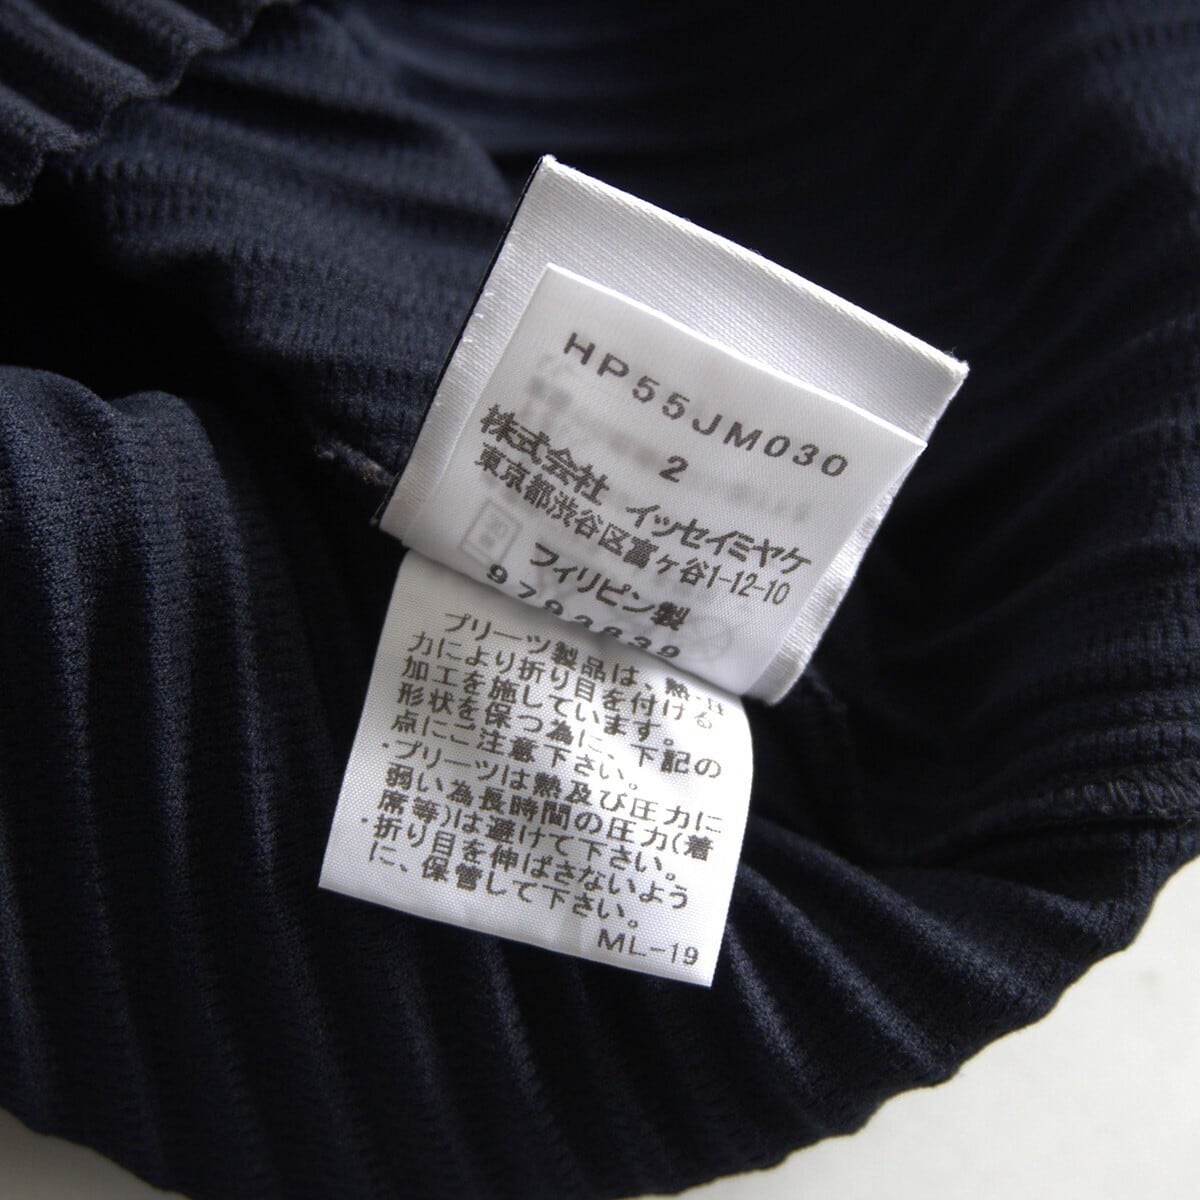 HP55JM030
2
株式会社 イッセイミヤケ
東京都渋谷区富ヶ谷1-12-10
フィリピン製
9793639
プリーツ製品は、熱・圧
力により折り目を付ける
加工を施しています。
形状を保つ為に、下記の
点にご注意下さい。
・プリーツは熱及び圧力に
弱い為長時間の圧力(着
席等)は避けて下さい。
・折り目を伸ばさないよう
に、保管して下さい。
ML-19